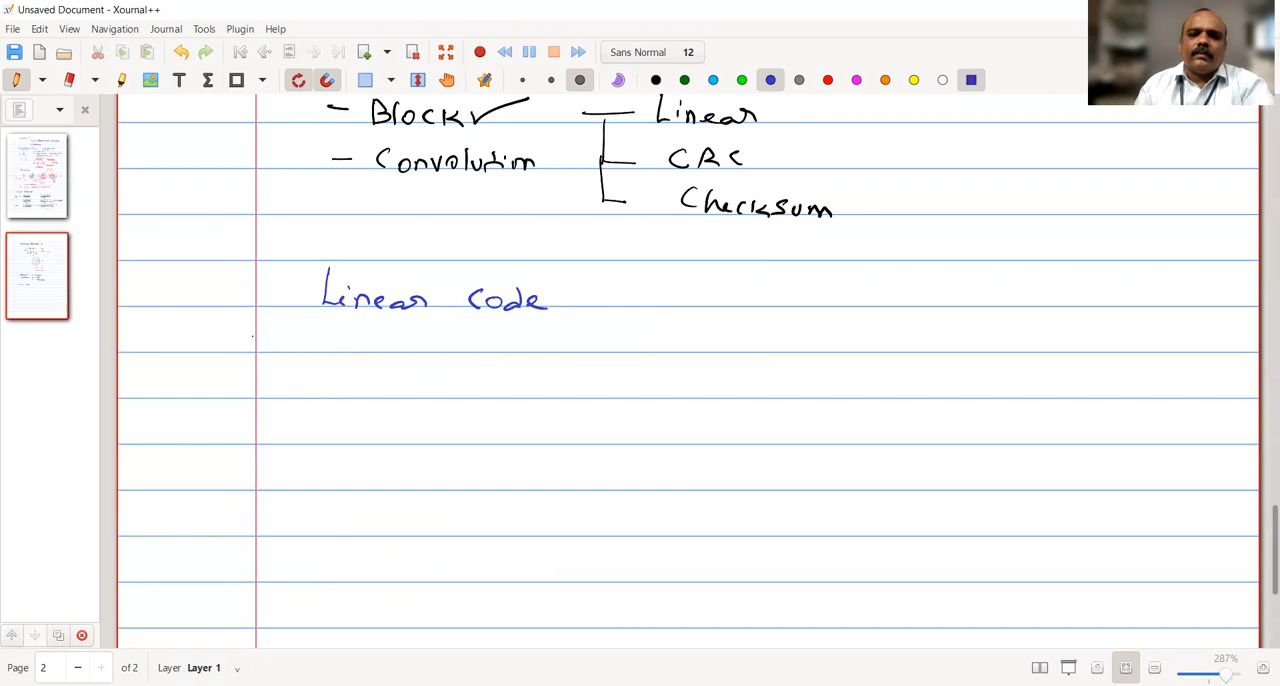 Unsaved Document - Xournal++
File Edit View Navigation Journal Tools Plugin Help
Sans Normal 12
- Block ✓ Linear
- Convolution CRC
Checksum
Linear code
Page 2 of 2 Layer Layer 1 287%